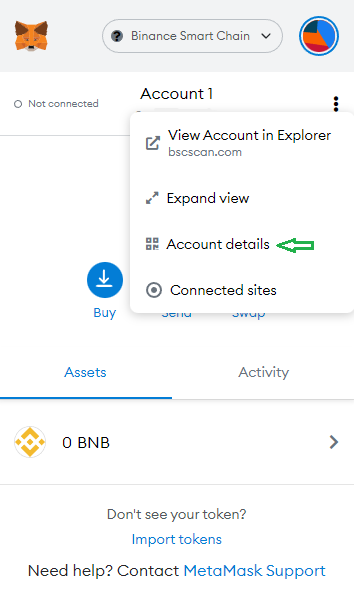 Binance Smart Chain
Not connected
Account 1
View Account in Explorer
bscscan.com
Expand view
Account details
Connected sites
Buy
Send
Swap
Assets
Activity
0 BNB
Don't see your token?
Import tokens
Need help? Contact MetaMask Support